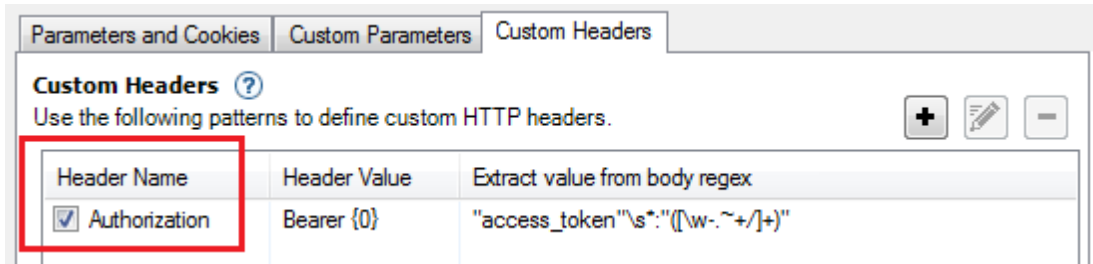 Parameters and Cookies Custom Parameters Custom Headers
Custom Headers ?
Use the following patterns to define custom HTTP headers.
Header Name Header Value Extract value from body regex
Authorization Bearer {0} "access_token"'\s*:"([\w-.~+/]+)"